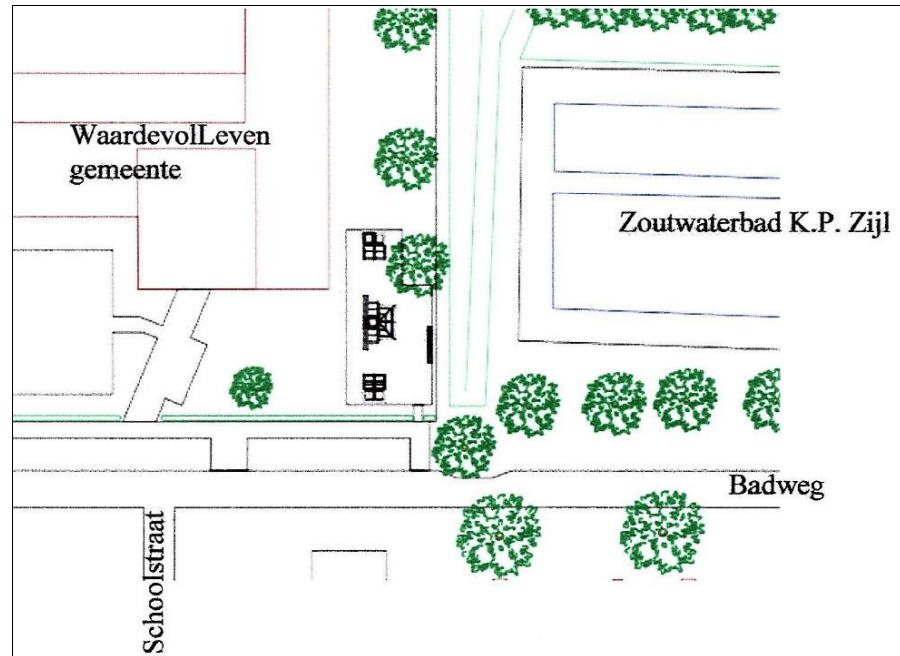 WaardevolLeven
gemeente
Zoutwaterbad K.P. Zijl
Badweg
Schoolstraat